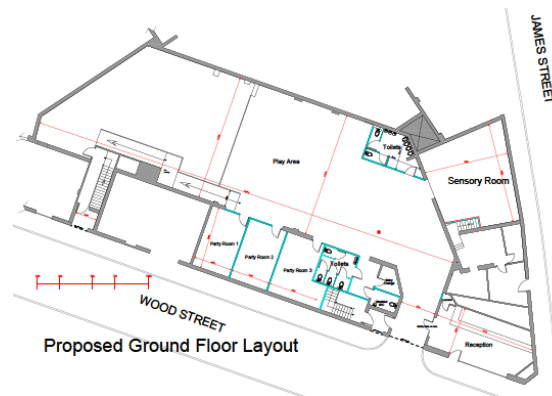 JAMES STREET
Toilets
Play Area
Sensory Room
Party Room 1
Party Room 2
Party Room 3
Toilets
WOOD STREET
Proposed Ground Floor Layout
Reception